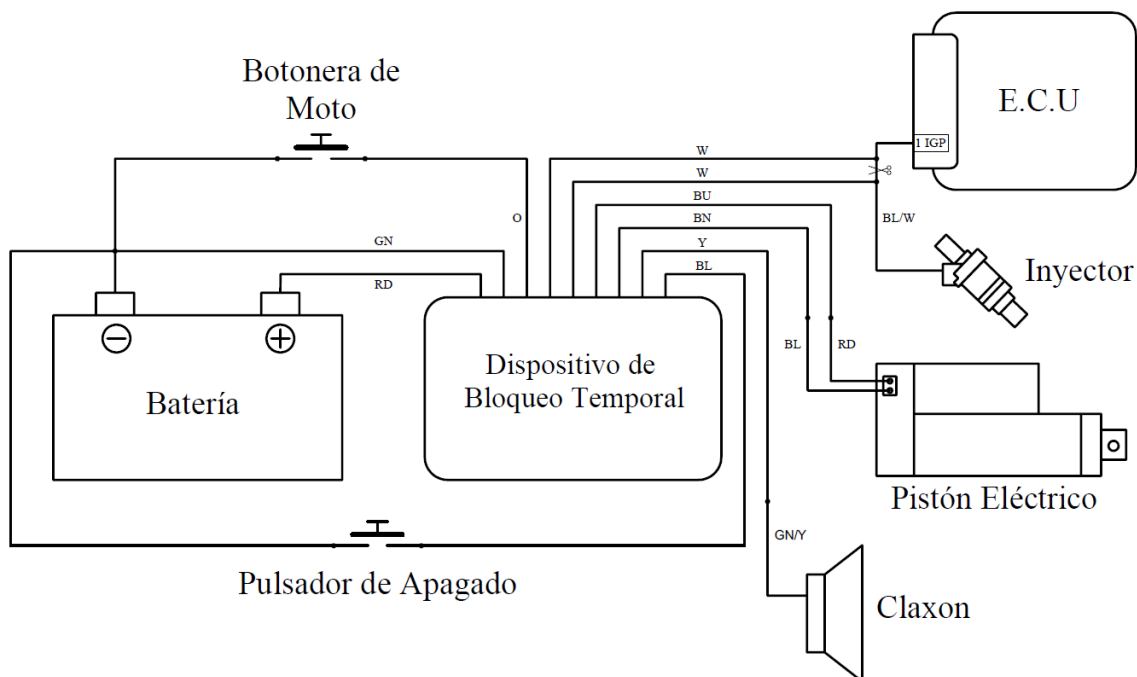 Botonera de
Moto
E.C.U
1 IGP
W
W
BU
BL/W
O
BN
GN
Y
BL
RD
Inyector
BL
RD
Dispositivo de
Bloqueo Temporal
Batería
Pistón Eléctrico
GN/Y
Pulsador de Apagado
Claxon